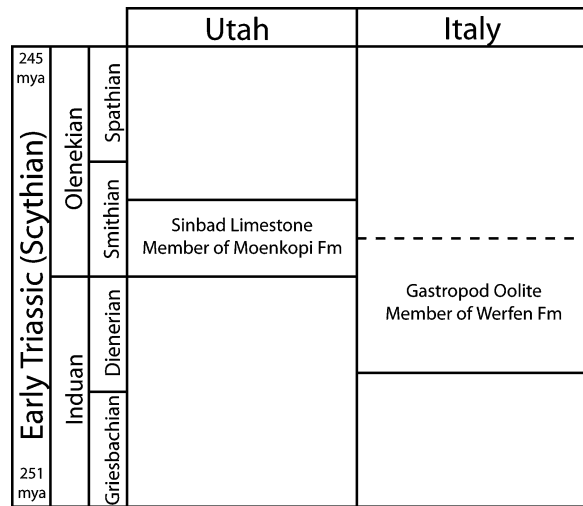 Utah
Italy
245
mya
Early Triassic (Scythian)
251
mya
Olenekian
Induan
Spathian
Smithian
Dienerian
Griesbachian
Sinbad Limestone
Member of Moenkopi Fm
Gastropod Oolite
Member of Werfen Fm